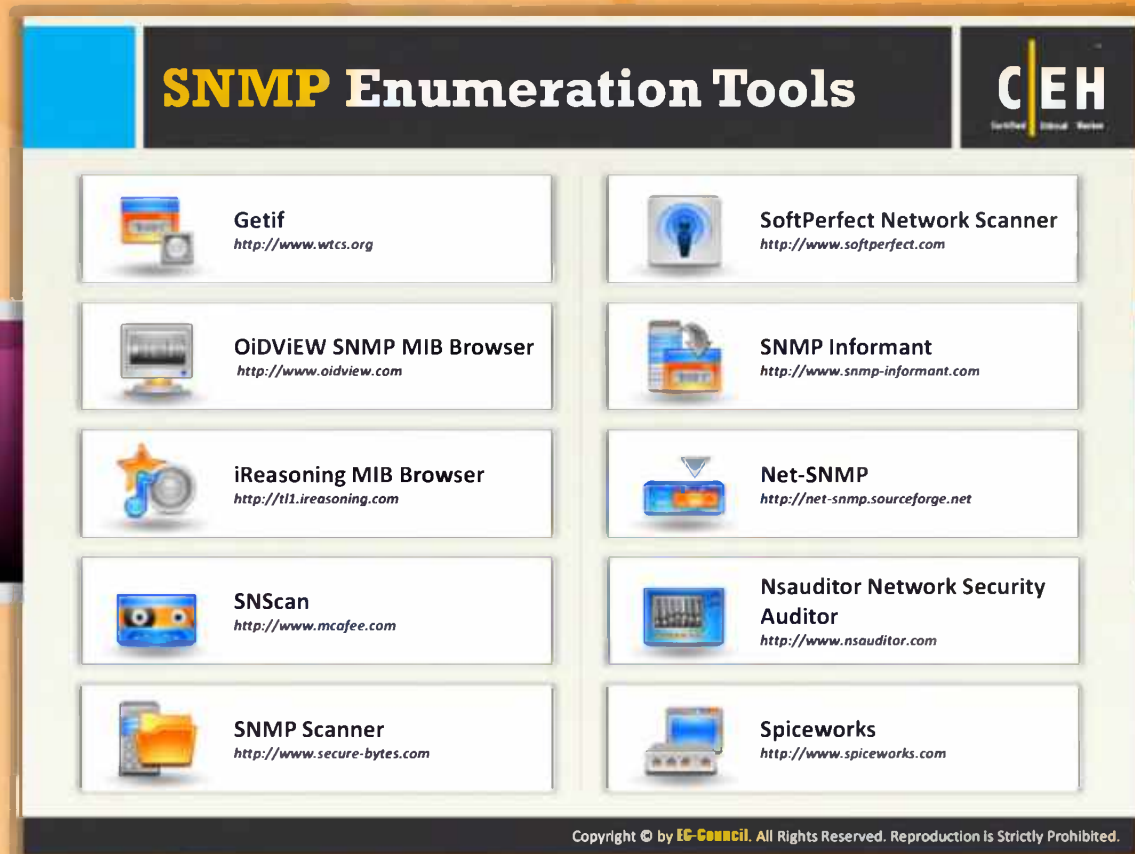 SNMP Enumeration Tools
CEH
Getif
http://www.wtcs.org
OiDViEW SNMP MIB Browser
http://www.oidview.com
iReasoning MIB Browser
http://tl1.ireasoning.com
SNScan
http://www.mcafee.com
SNMP Scanner
http://www.secure-bytes.com
SoftPerfect Network Scanner
http://www.softperfect.com
SNMP Informant
http://www.snmp-informant.com
Net-SNMP
http://net-snmp.sourceforge.net
Nsauditor Network Security
Auditor
http://www.nsauditor.com
Spiceworks
http://www.spiceworks.com
Copyright © by EC-Council. All Rights Reserved. Reproduction is Strictly Prohibited.